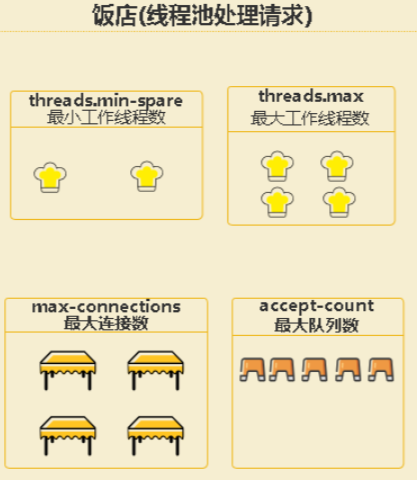 饭店(线程池处理请求)
threads.min-spare
最小工作线程数
threads.max
最大工作线程数
max-connections
最大连接数
accept-count
最大队列数